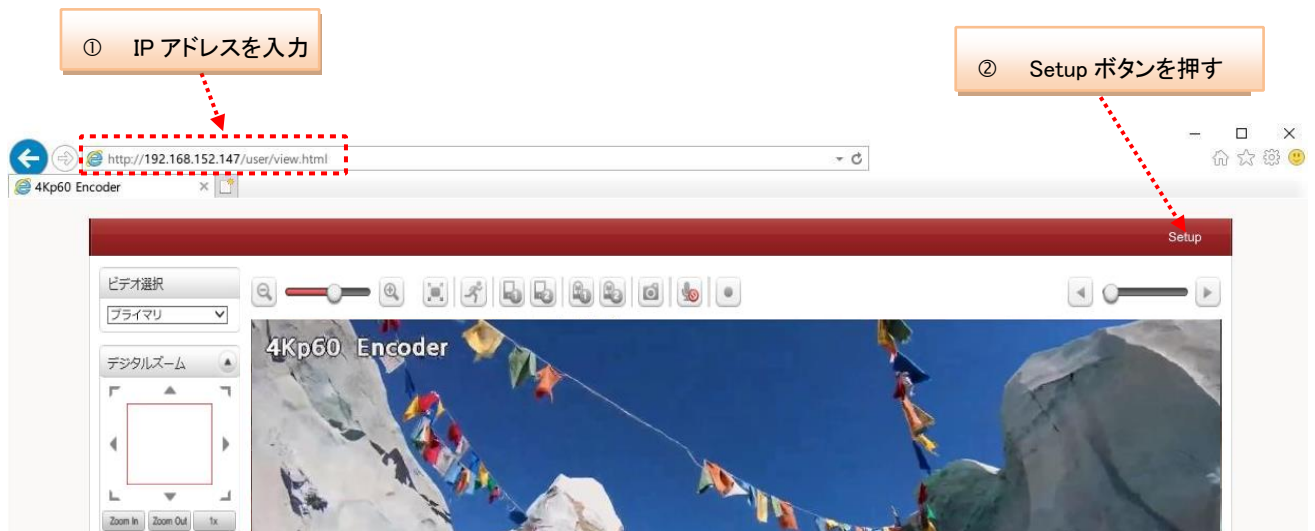 ① IP アドレスを入力
② Setup ボタンを押す
http://192.168.152.147/user/view.html
4Kp60 Encoder
Setup
ビデオ選択
プライマリ
デジタルズーム
4Kp60 Encoder
Zoom In Zoom Out 1x